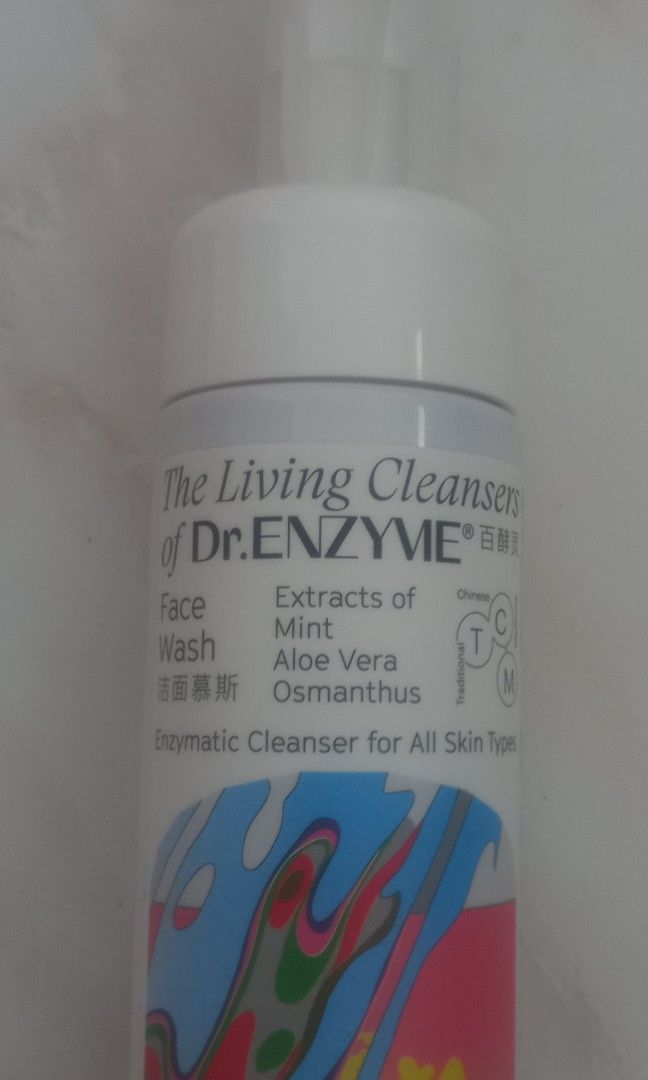 The Living Cleansers
of Dr.ENZYME® 百酵灵
Face
Wash
洁面慕斯
Extracts of
Mint
Aloe Vera
Osmanthus
Chinese
Traditional
T C M
Enzymatic Cleanser for All Skin Types